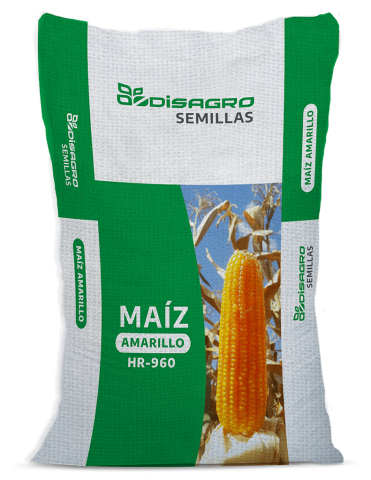 DISAGRO
SEMILLAS
DISAGRO
SEMILLAS
MAÍZ AMARILLO
MAÍZ AMARILLO
DISAGRO
SEMILLAS
MAÍZ
AMARILLO
HR-960